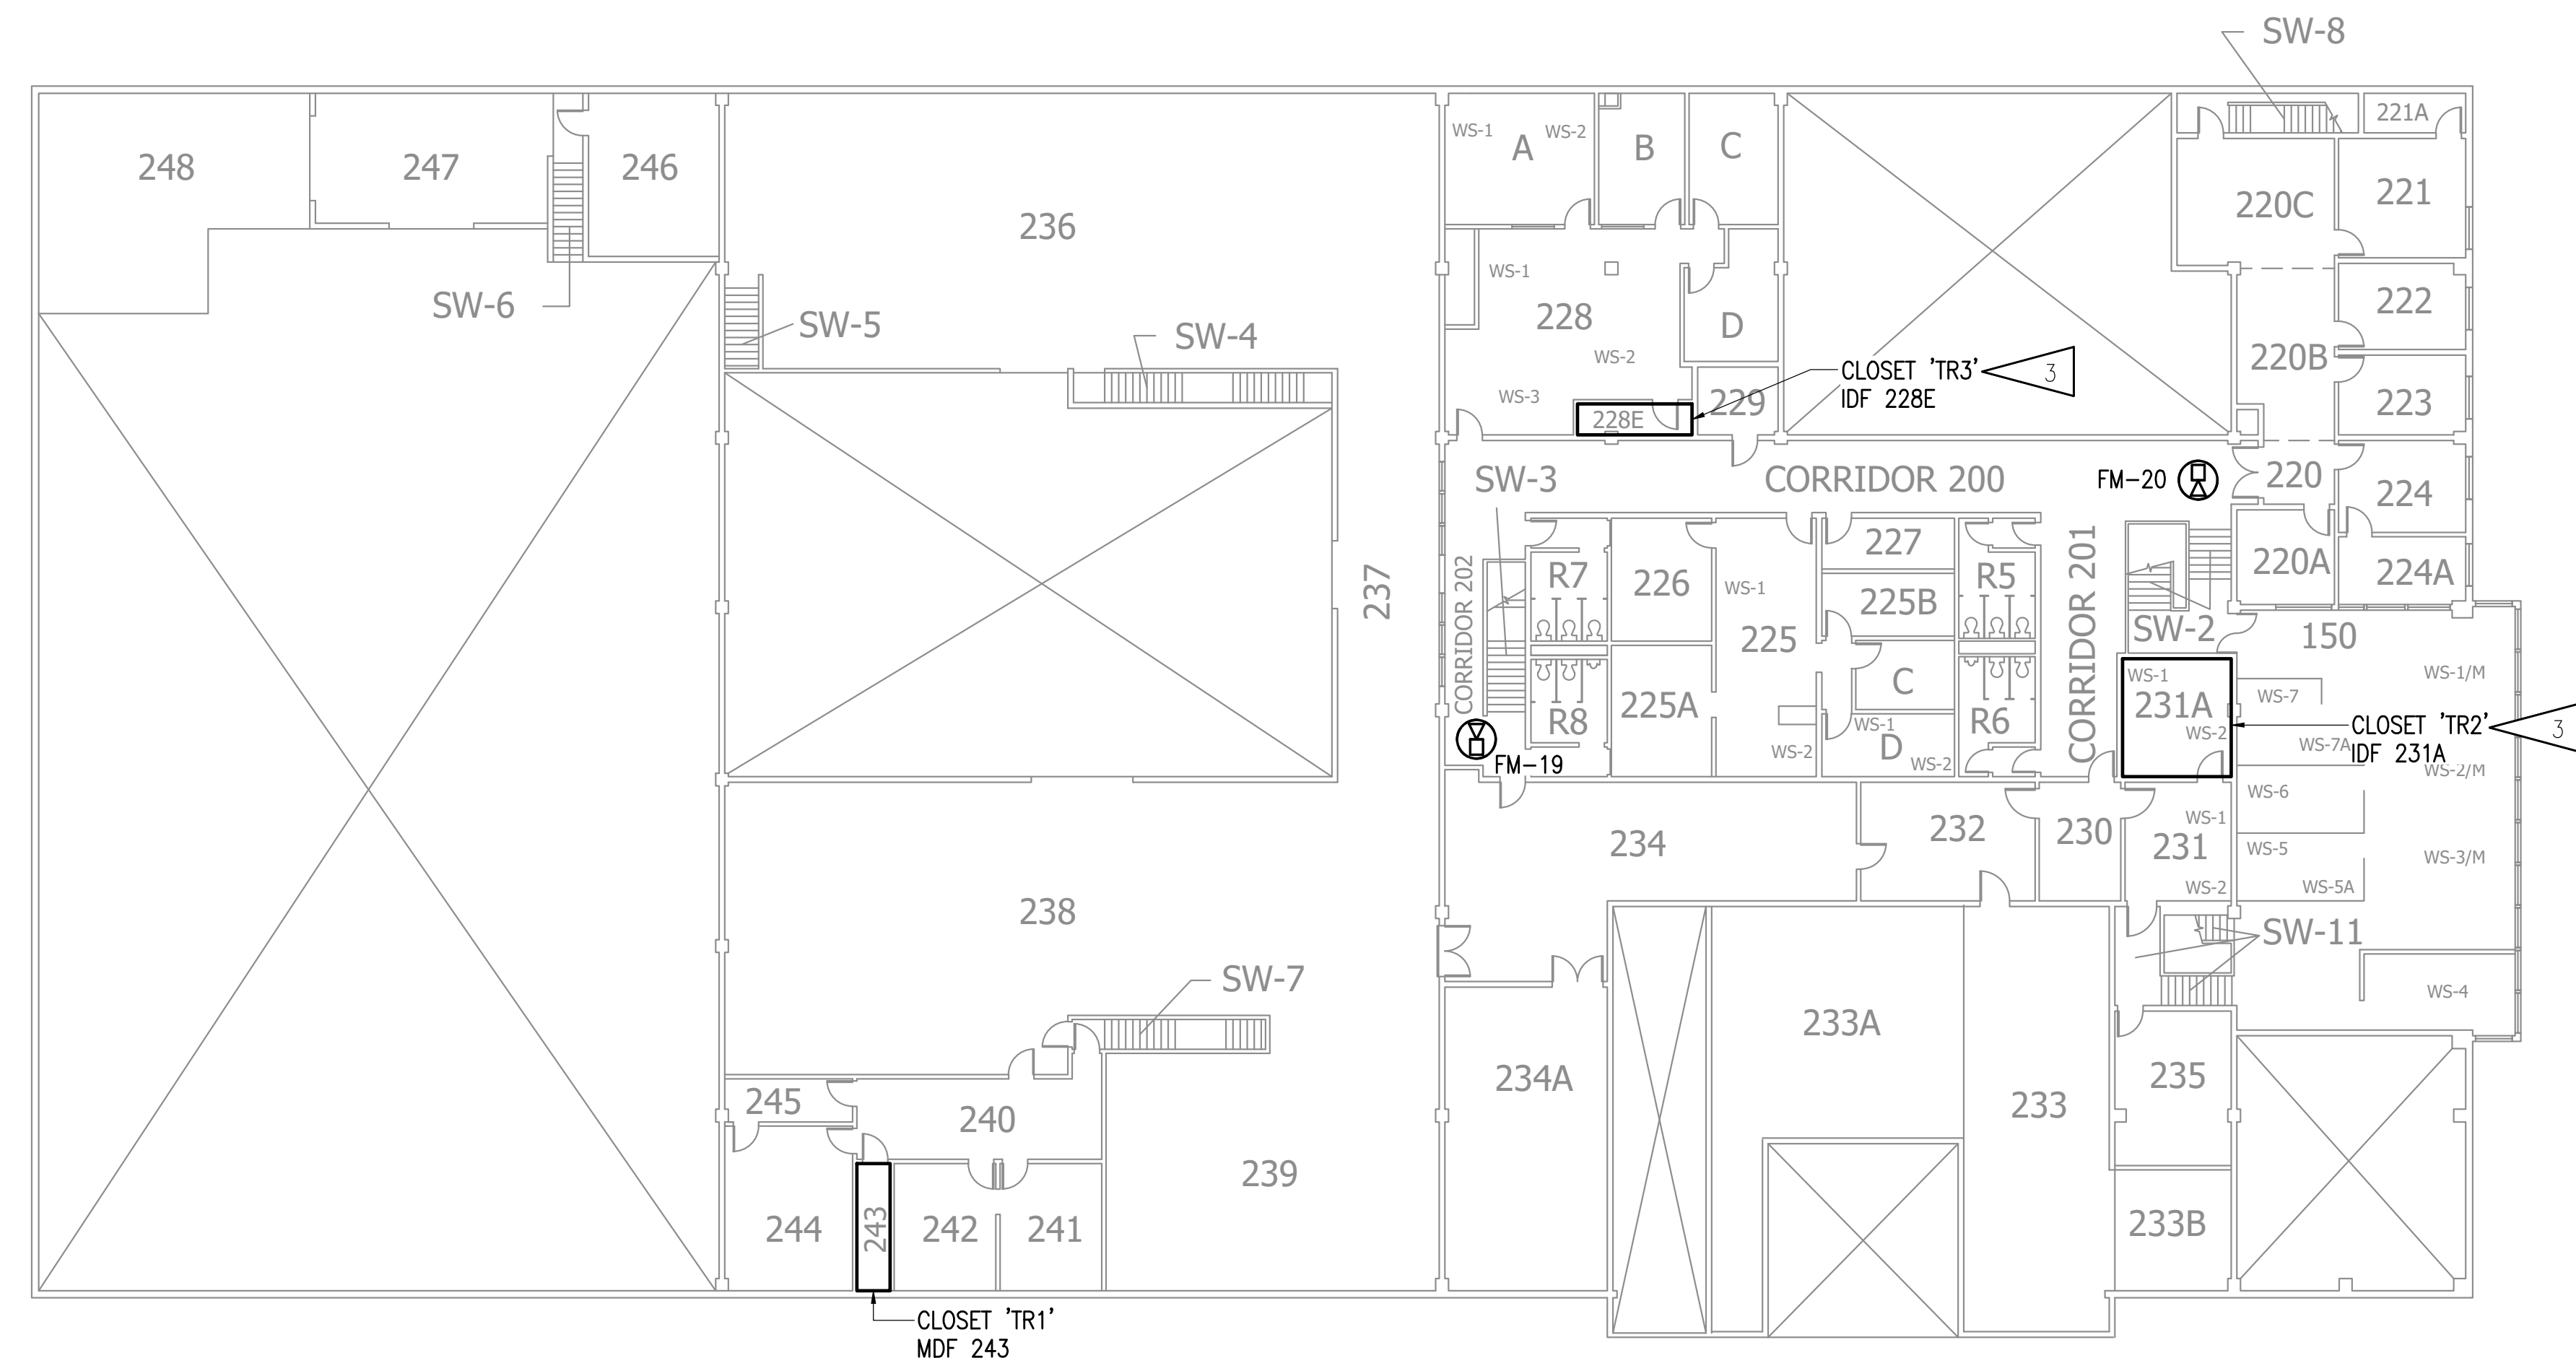 SW-8
221A
248
247
246
236
WS-1
WS-2
A
B
C
220C
221
SW-6
SW-5
SW-4
WS-1
228
D
WS-2
WS-3
228E
229
CLOSET 'TR3'
IDF 228E
3
222
220B
223
SW-3
CORRIDOR 200
FM-20
220
224
237
CORRIDOR 202
R7
226
WS-1
225
227
225B
R5
CORRIDOR 201
220A
224A
SW-2
150
R8
225A
WS-2
C
WS-1
D
WS-2
R6
WS-1
231A
WS-2
WS-7
WS-1/M
CLOSET 'TR2'
IDF 231A
3
WS-7A
WS-2/M
FM-19
234
232
230
WS-1
231
WS-2
WS-6
WS-5
WS-5A
WS-3/M
238
SW-7
SW-11
WS-4
245
240
239
234A
233A
233
235
244
243
242
241
233B
CLOSET 'TR1'
MDF 243